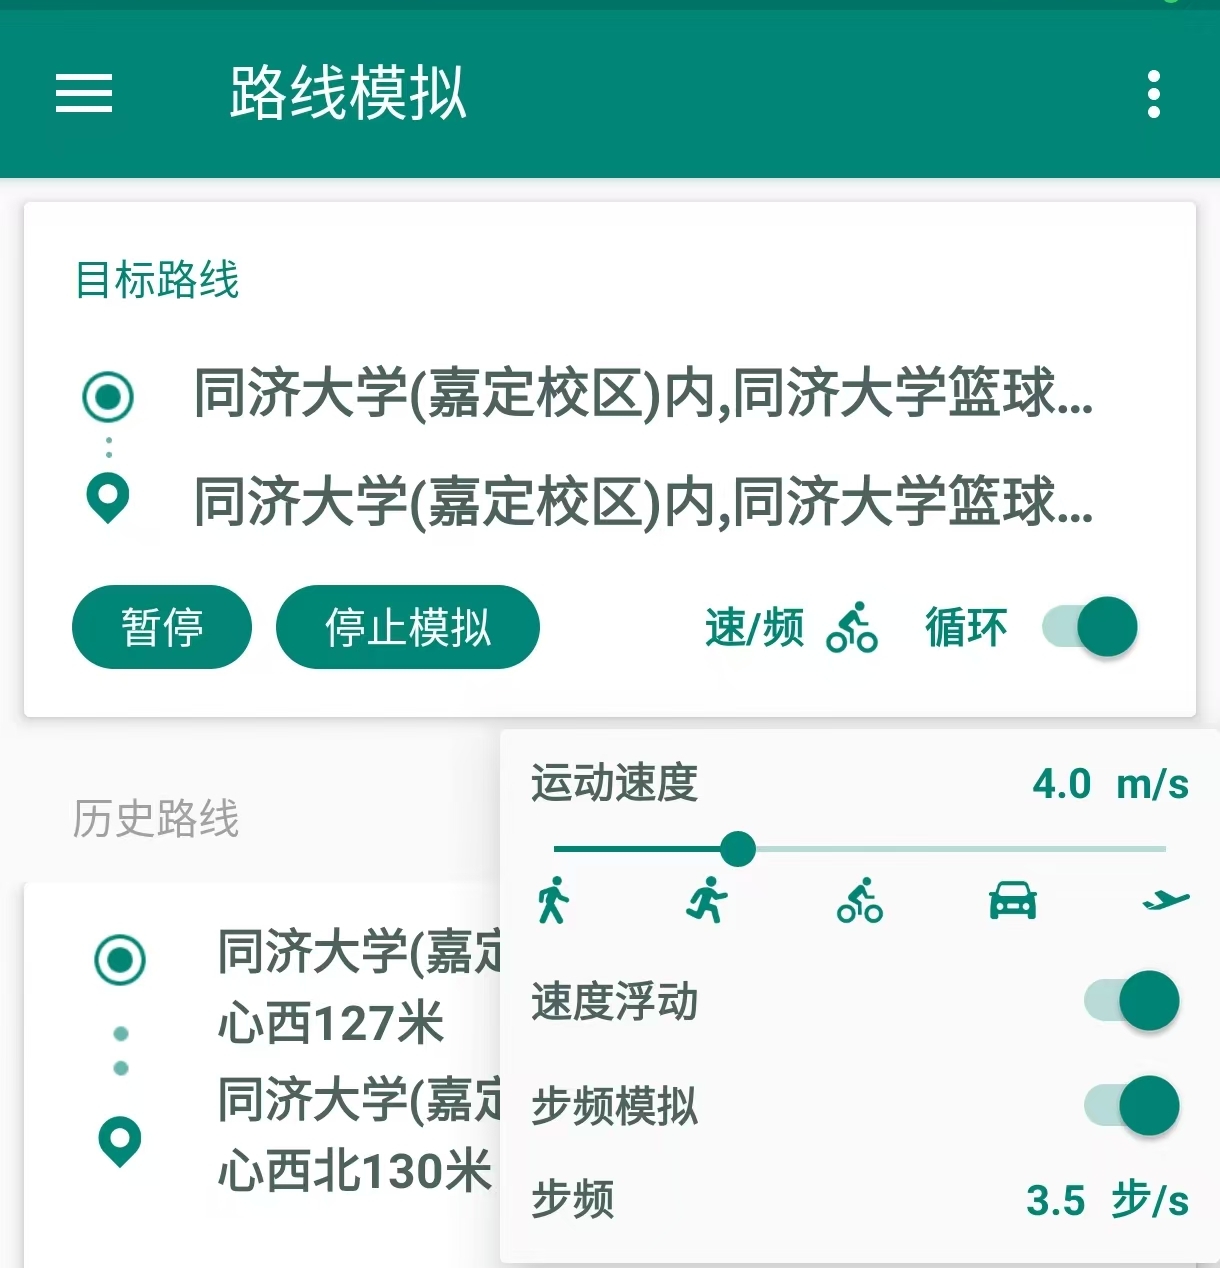 路线模拟
目标路线
同济大学(嘉定校区)内,同济大学篮球...
同济大学(嘉定校区)内,同济大学篮球...
暂停
停止模拟
速/频
循环
历史路线
同济大学(嘉定
心西127米
同济大学(嘉定
心西北130米
运动速度
4.0 m/s
速度浮动
步频模拟
步频
3.5 步/s